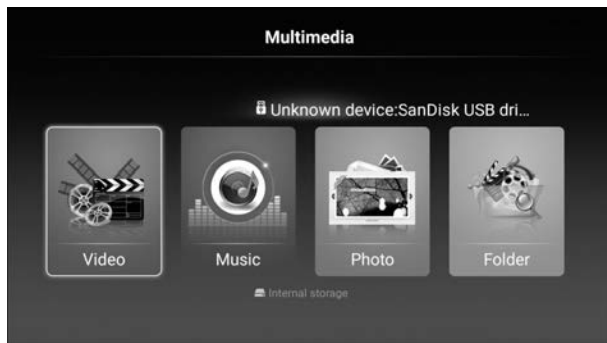 Multimedia
Unknown device:SanDisk USB dri...
Video
Music
Photo
Folder
Internal storage